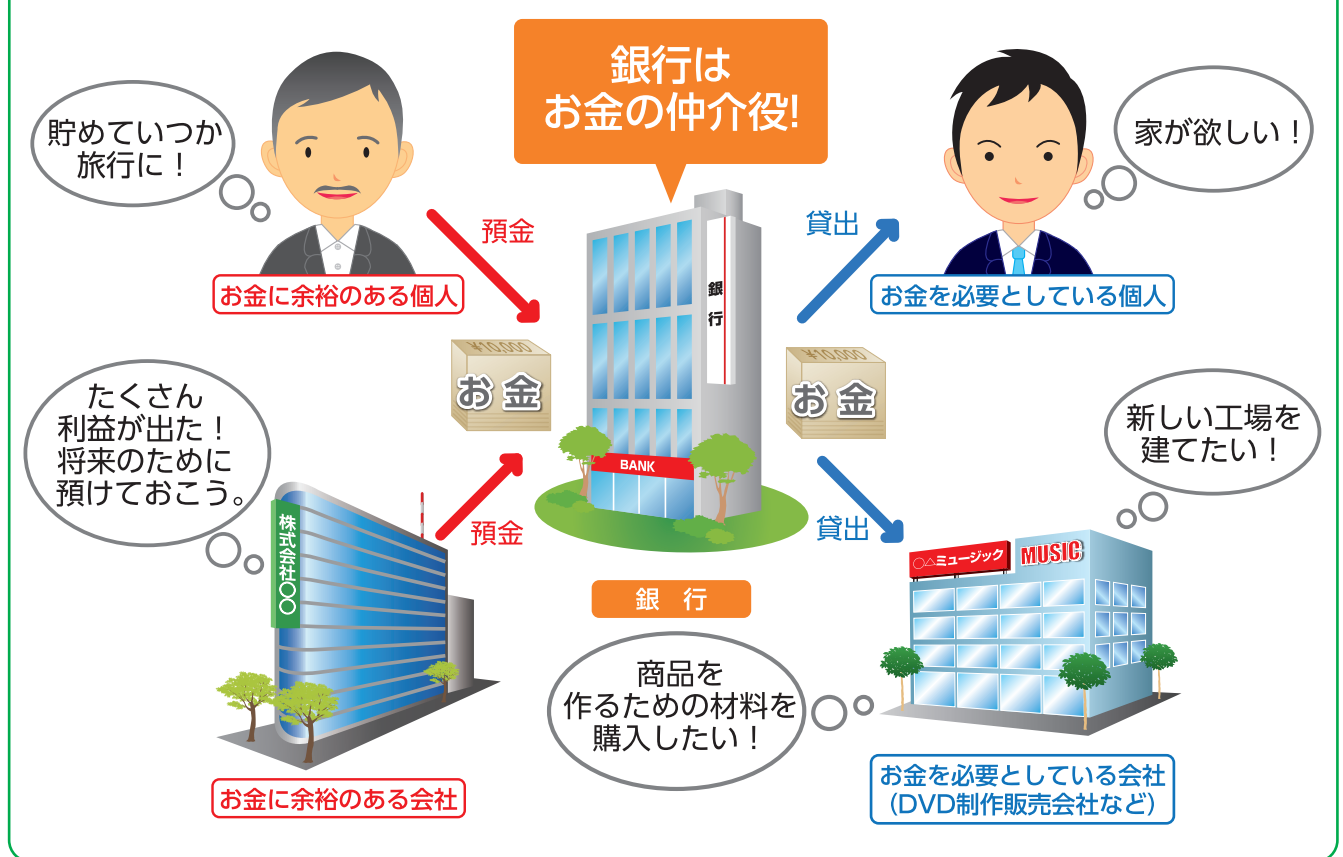 銀行は
お金の仲介役!
貯めていつか
旅行に！
家が欲しい！
預金
貸出
お金に余裕のある個人
お金を必要としている個人
銀行
¥10,000
お金
¥10,000
お金
たくさん
利益が出た！
将来のために
預けておこう。
新しい工場を
建てたい！
BANK
預金
貸出
株式会社〇〇
〇△ミュージック
MUSIC
銀 行
商品を
作るための材料を
購入したい！
お金に余裕のある会社
お金を必要としている会社
（DVD制作販売会社など）